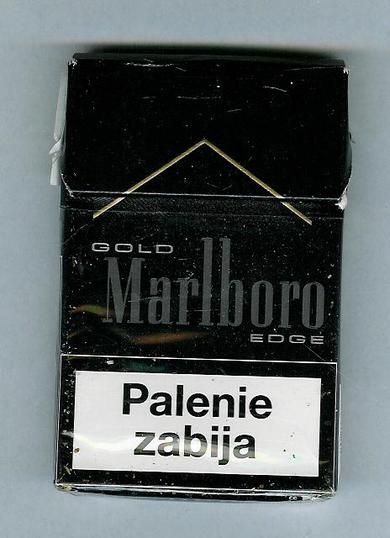 GOLD
Marlboro
EDGE
Palenie
zabija